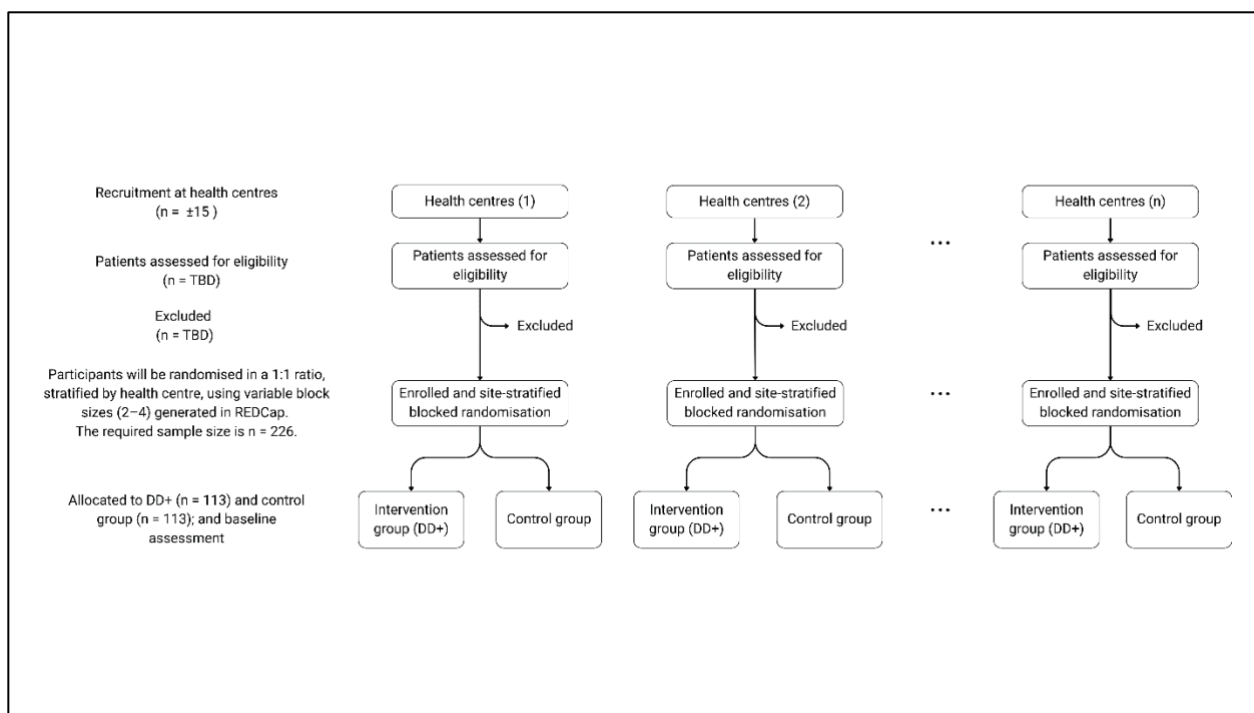 Recruitment at health centres
(n = ±15 )
Health centres (1)
Health centres (2)
Health centres (n)
Patients assessed for eligibility
(n = TBD)
Patients assessed for
eligibility
Patients assessed for
eligibility
...
Patients assessed for
eligibility
Excluded
(n = TBD)
Excluded
Excluded
Excluded
Participants will be randomised in a 1:1 ratio,
stratified by health centre, using variable block
sizes (2–4) generated in REDCap.
The required sample size is n = 226.
Enrolled and site-stratified
blocked randomisation
Enrolled and site-stratified
blocked randomisation
...
Enrolled and site-stratified
blocked randomisation
Allocated to DD+ (n = 113) and control
group (n = 113); and baseline
assessment
Intervention
group (DD+)
Control group
Intervention
group (DD+)
Control group
...
Intervention
group (DD+)
Control group